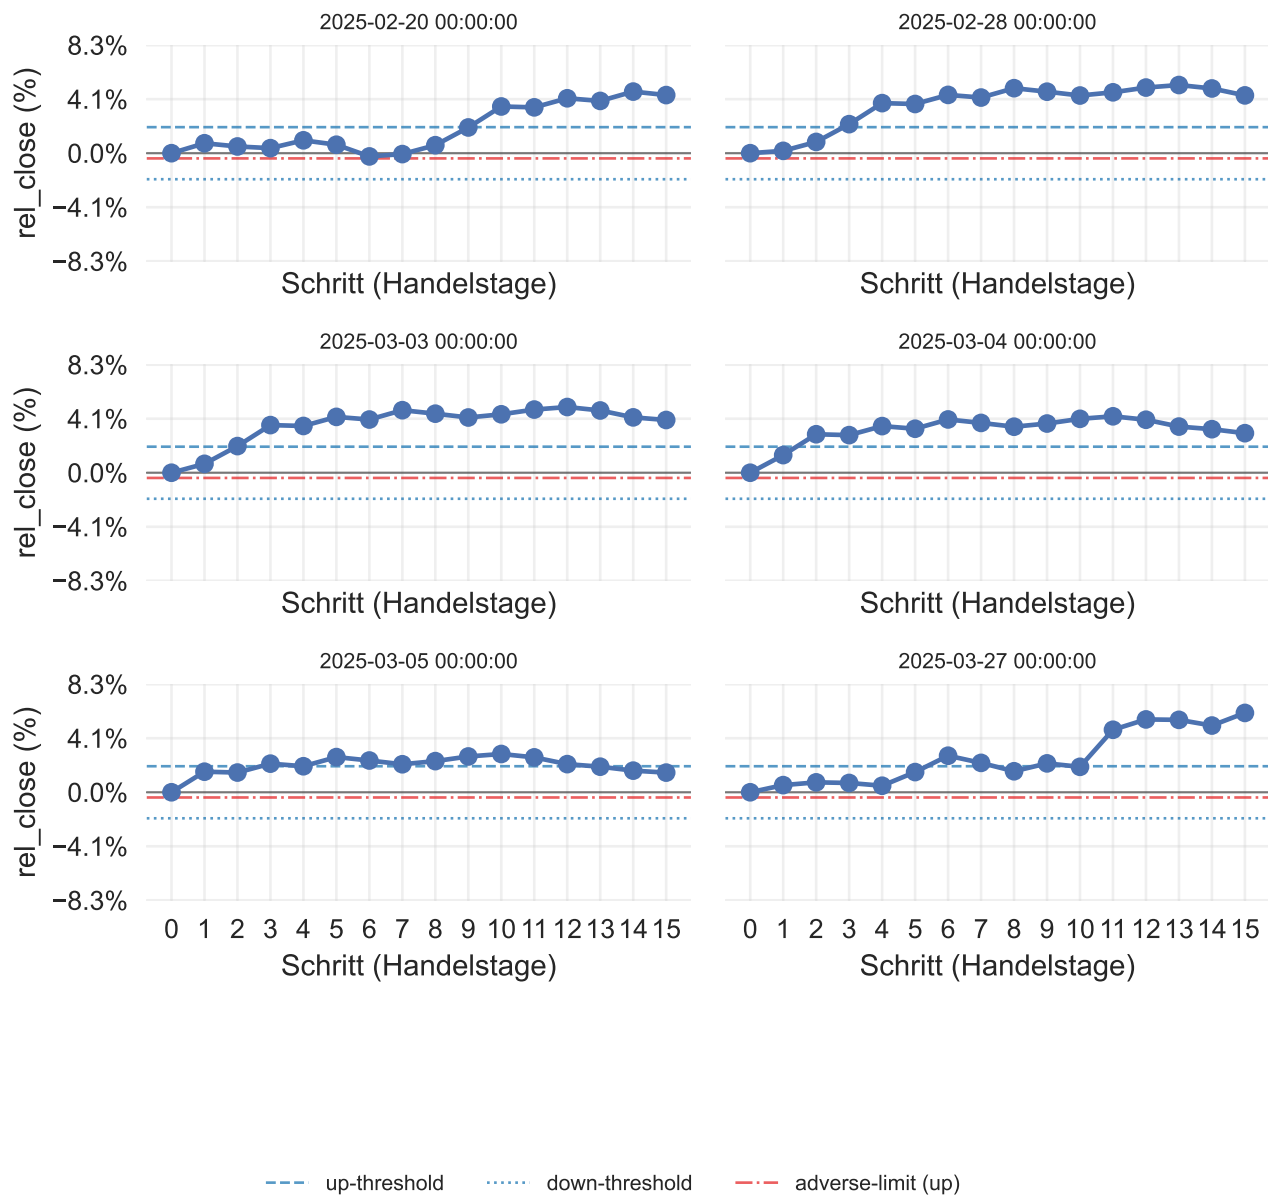 2025-02-20 00:00:00
2025-02-28 00:00:00
8.3%
4.1%
0.0%
−4.1%
−8.3%
rel_close (%)
Schritt (Handelstage)
Schritt (Handelstage)
2025-03-03 00:00:00
2025-03-04 00:00:00
8.3%
4.1%
0.0%
−4.1%
−8.3%
rel_close (%)
Schritt (Handelstage)
Schritt (Handelstage)
2025-03-05 00:00:00
2025-03-27 00:00:00
8.3%
4.1%
0.0%
−4.1%
−8.3%
rel_close (%)
0 1 2 3 4 5 6 7 8 9 10 11 12 13 14 15
0 1 2 3 4 5 6 7 8 9 10 11 12 13 14 15
Schritt (Handelstage)
Schritt (Handelstage)
up-threshold down-threshold adverse-limit (up)